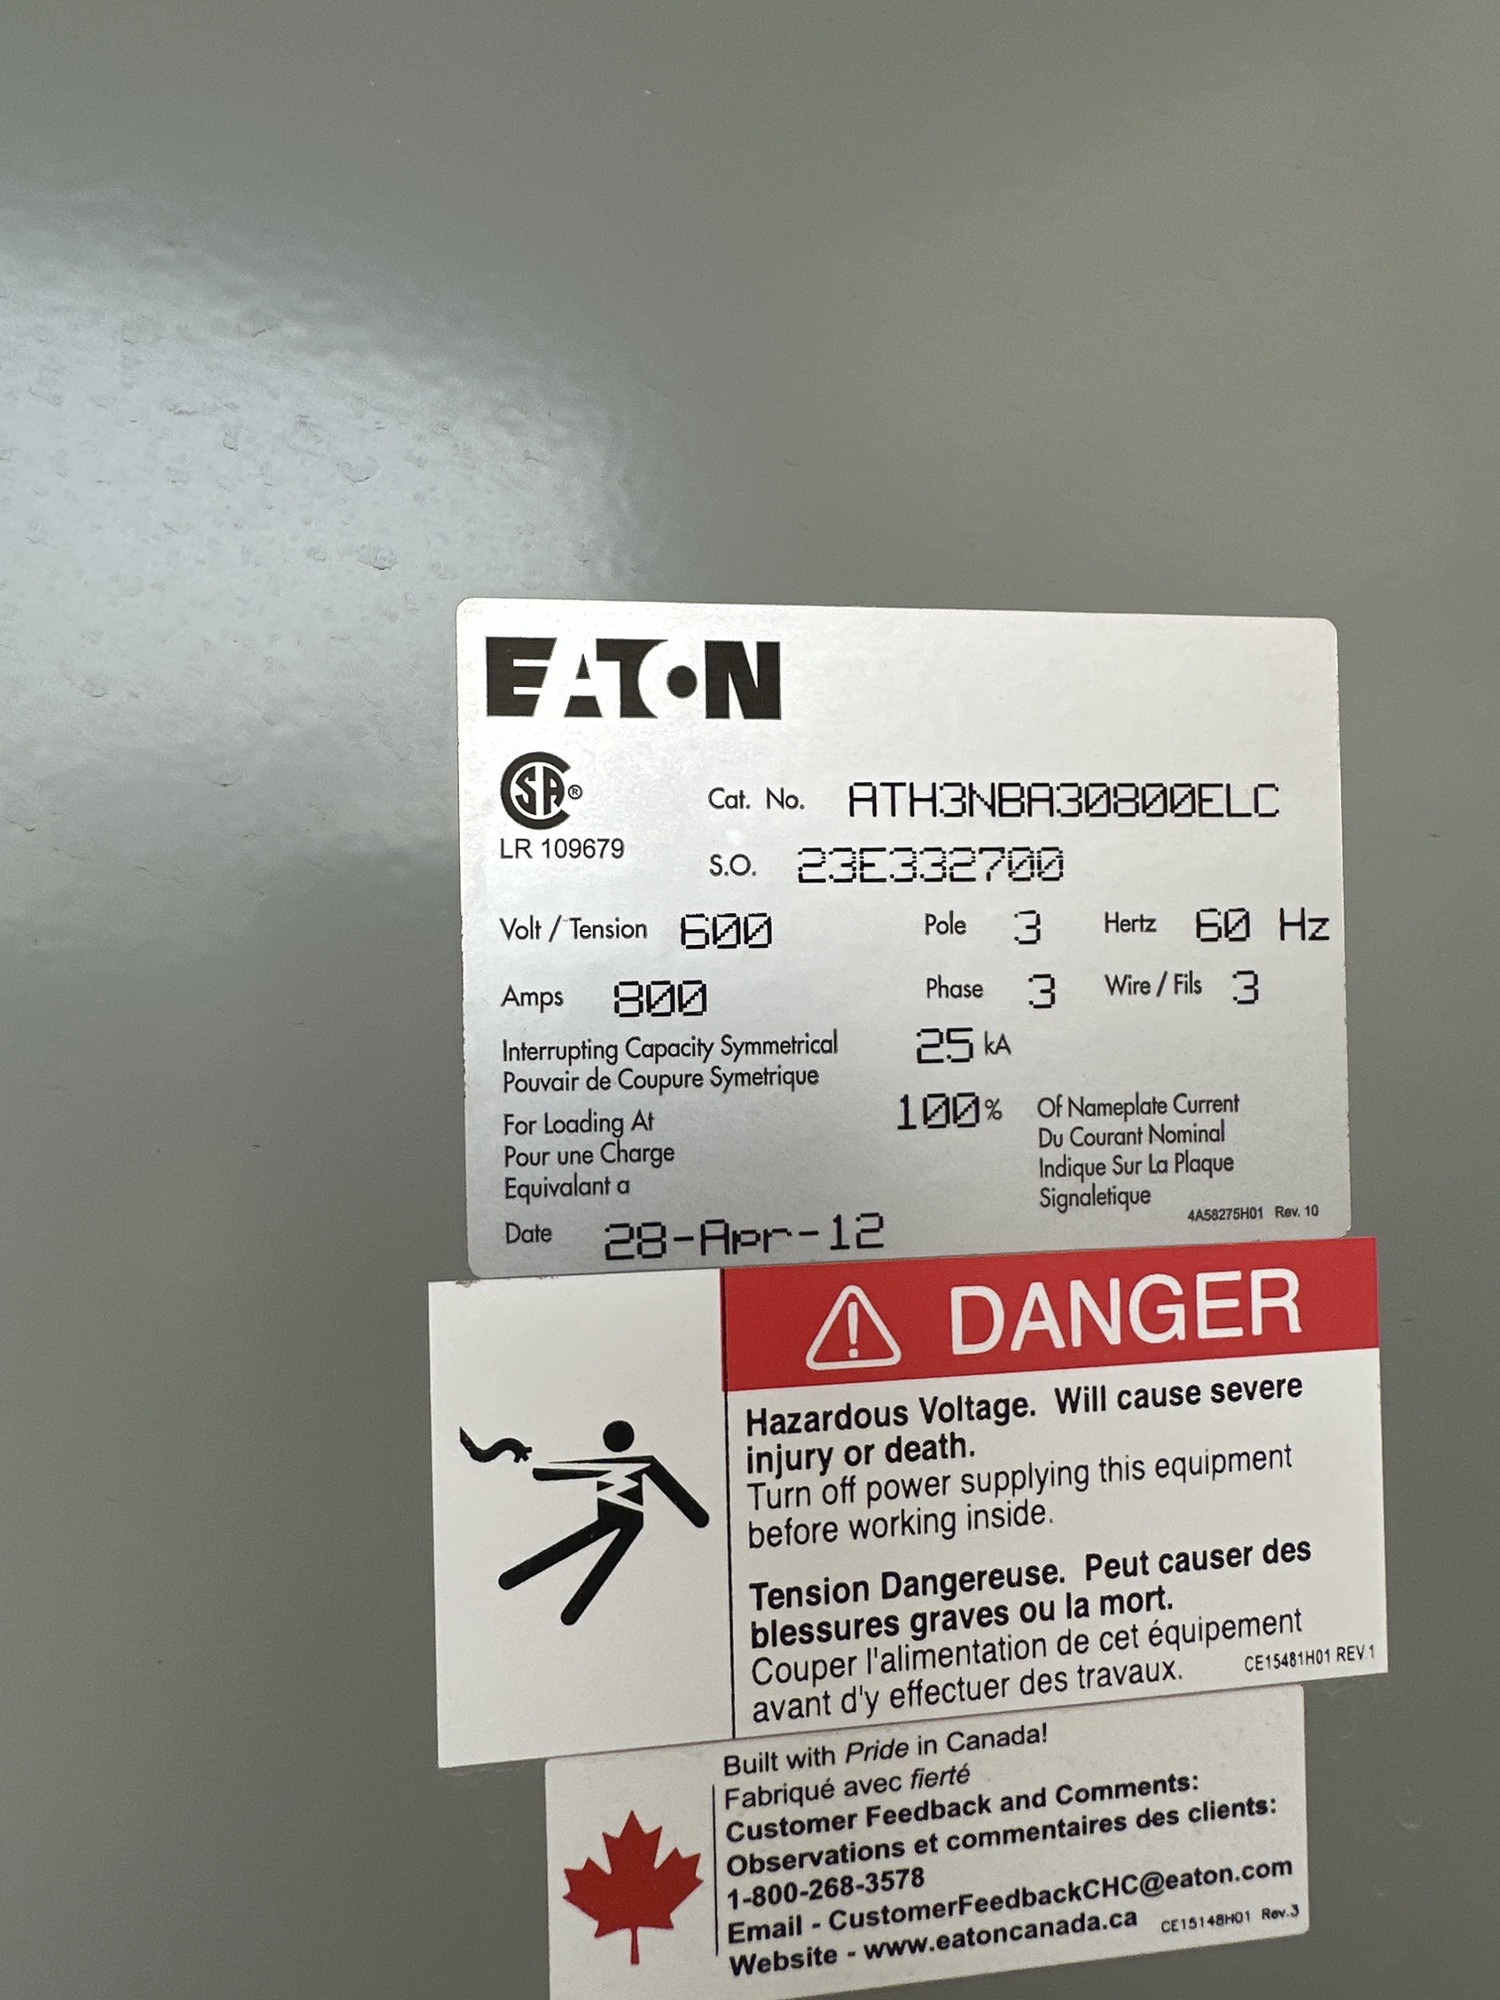 EATON
SA®
LR 109679
Cat. No. ATH3NBA30800ELC
S.O. 23E332700
Volt / Tension 600 Pole 3 Hertz 60 Hz
Amps 800 Phase 3 Wire / Fils 3
Interrupting Capacity Symmetrical 25 kA
Pouvair de Coupure Symetrique
For Loading At 100% Of Nameplate Current
Pour une Charge Du Courant Nominal
Equivalant a Indique Sur La Plaque
Signaletique
4A58275H01 Rev. 10
Date 28-Apr-12
DANGER
Hazardous Voltage. Will cause severe
injury or death.
Turn off power supplying this equipment
before working inside.
Tension Dangereuse. Peut causer des
blessures graves ou la mort.
Couper l'alimentation de cet équipement
avant d'y effectuer des travaux.
CE15481H01 REV 1
Built with Pride in Canada!
Fabriqué avec fierté
Customer Feedback and Comments:
Observations et commentaires des clients:
1-800-268-3578
Email - CustomerFeedbackCHC@eaton.com
Website - www.eatoncanada.ca
CE15148H01 Rev.3